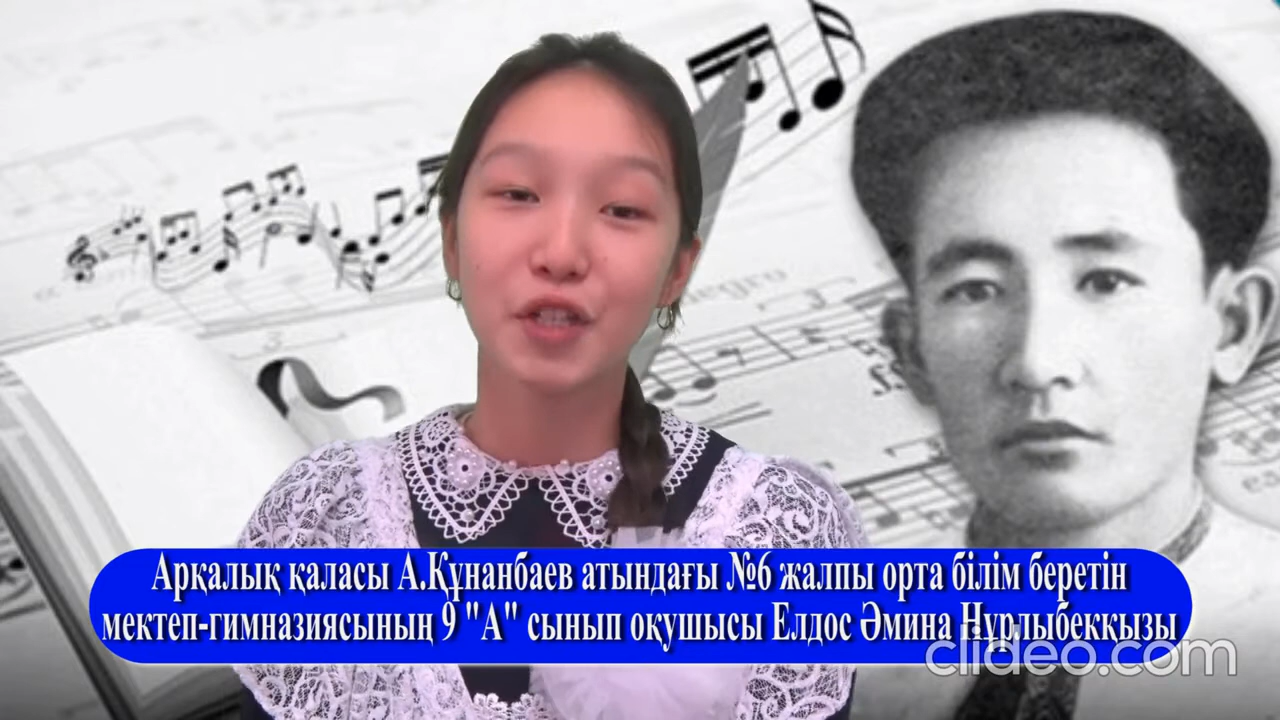 Арқалық қаласы А.Құнанбаев атындағы №6 жалпы орта білім беретін
мектеп-гимназиясының 9 "А" сынып оқушысы Елдос Әмина Нұрлыбекқызы
clideo.com